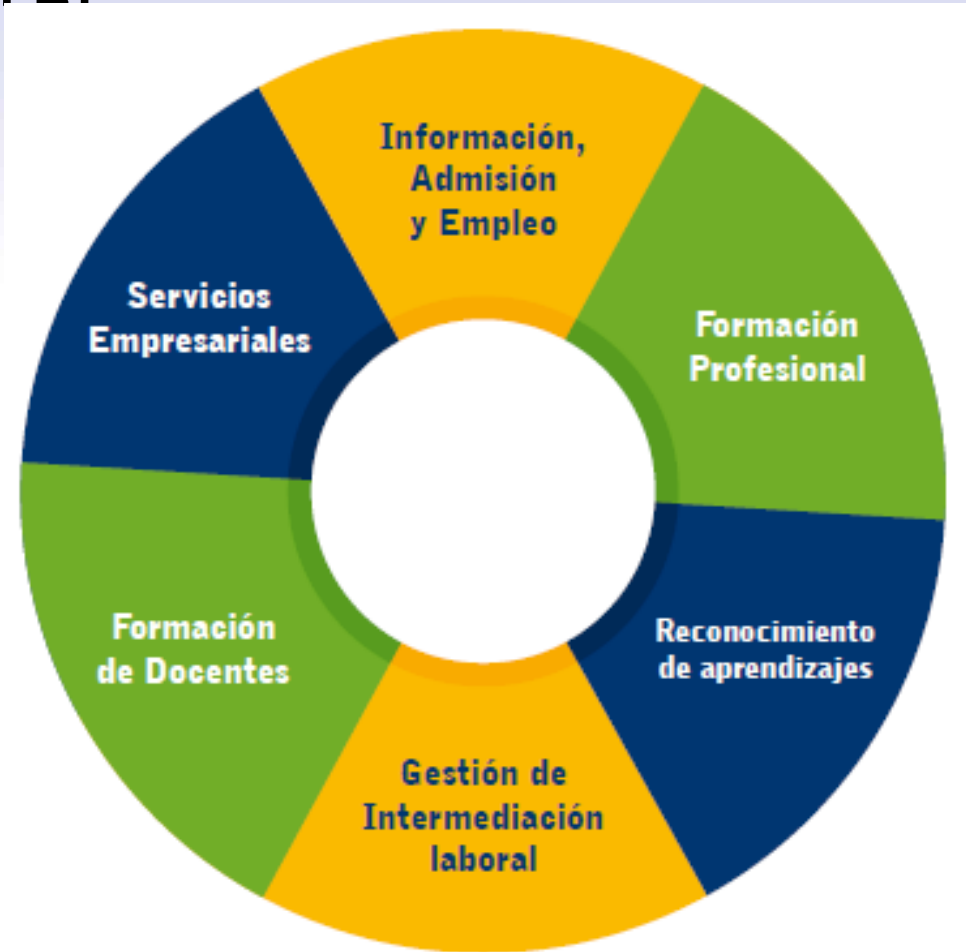 Información,
Admisión
y Empleo
Formación
Profesional
Reconocimiento
de aprendizajes
Gestión de
Intermediación
laboral
Formación
de Docentes
Servicios
Empresariales